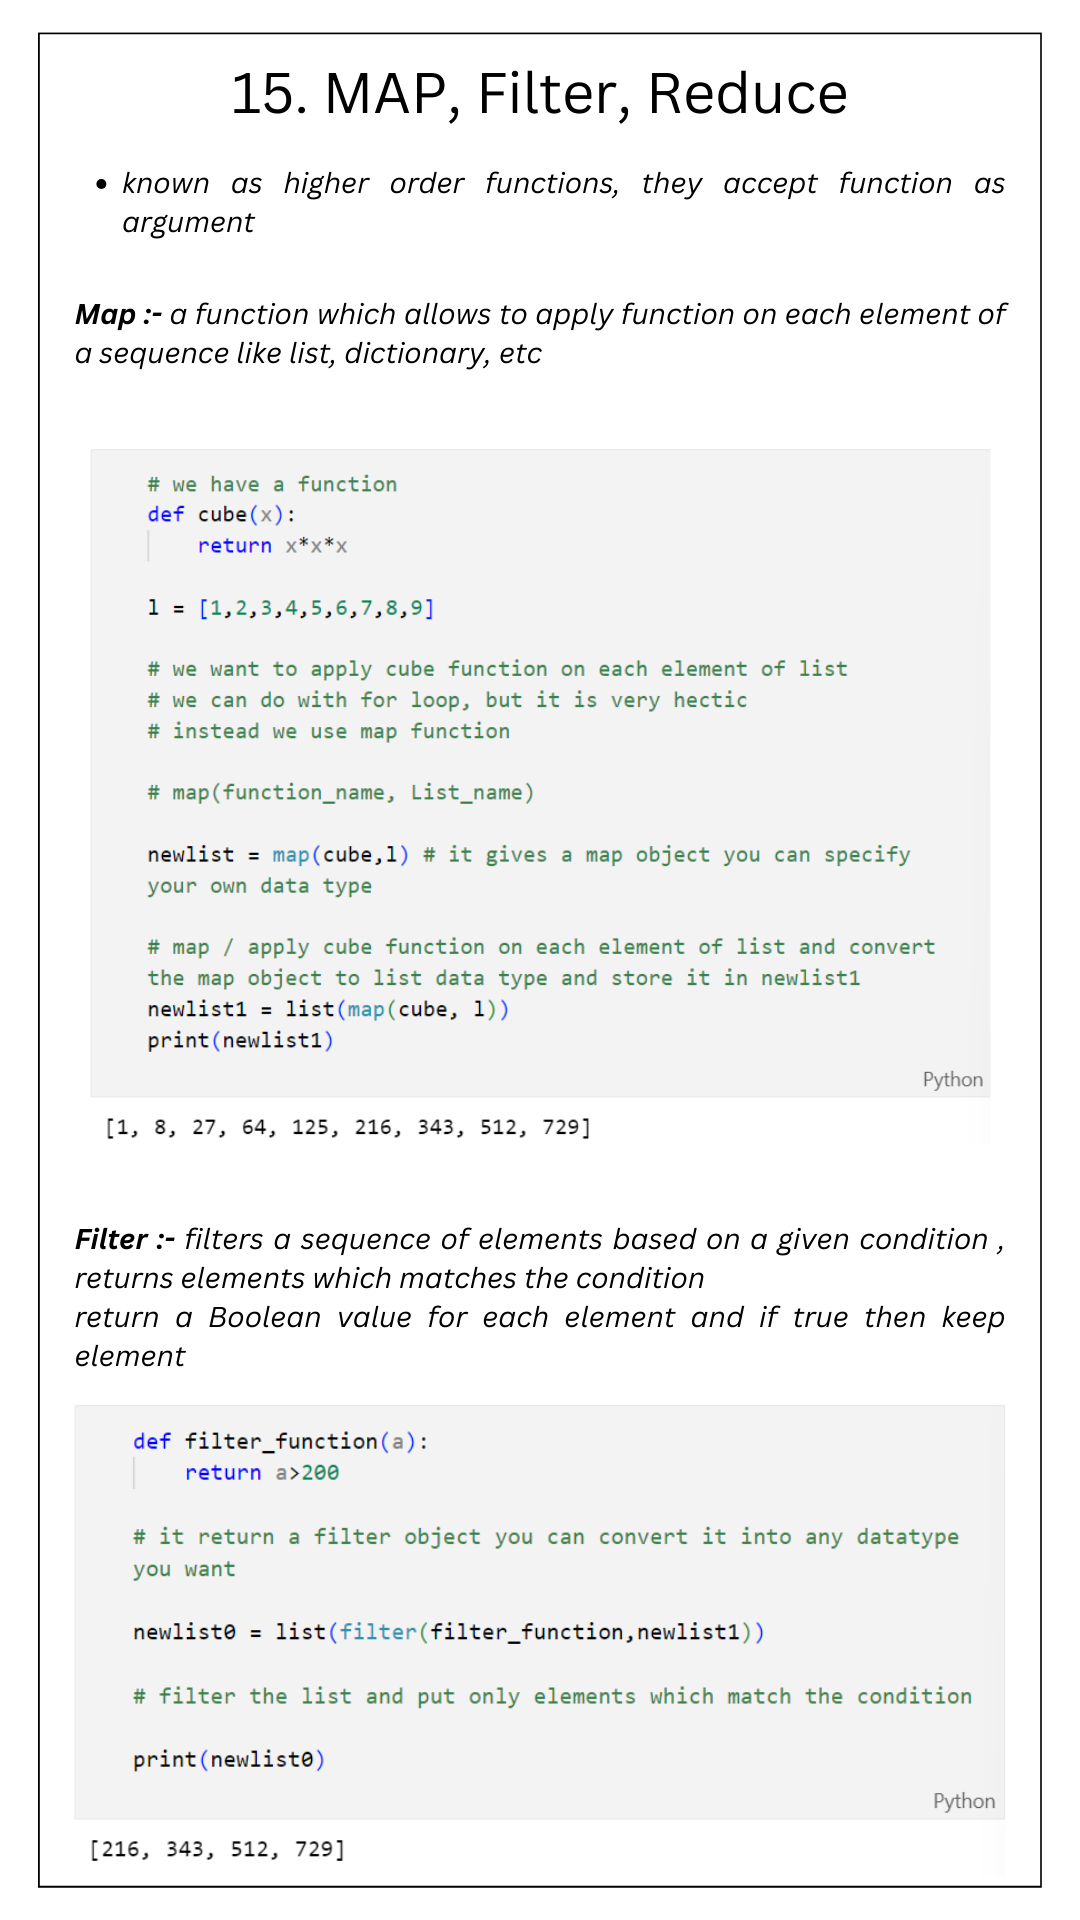 15. MAP, Filter, Reduce
• known as higher order functions, they accept function as
argument
Map :- a function which allows to apply function on each element of
a sequence like list, dictionary, etc
# we have a function
def cube(x):
    return x*x*x
l = [1,2,3,4,5,6,7,8,9]
# we want to apply cube function on each element of list
# we can do with for loop, but it is very hectic
# instead we use map function
# map(function_name, List_name)
newlist = map(cube,l) # it gives a map object you can specify
your own data type
# map / apply cube function on each element of list and convert
the map object to list data type and store it in newlist1
newlist1 = list(map(cube, l))
print(newlist1)
Python
[1, 8, 27, 64, 125, 216, 343, 512, 729]
Filter :- filters a sequence of elements based on a given condition ,
returns elements which matches the condition
return a Boolean value for each element and if true then keep
element
def filter_function(a):
    return a>200
# it return a filter object you can convert it into any datatype
you want
newlist0 = list(filter(filter_function,newlist1))
# filter the list and put only elements which match the condition
print(newlist0)
Python
[216, 343, 512, 729]